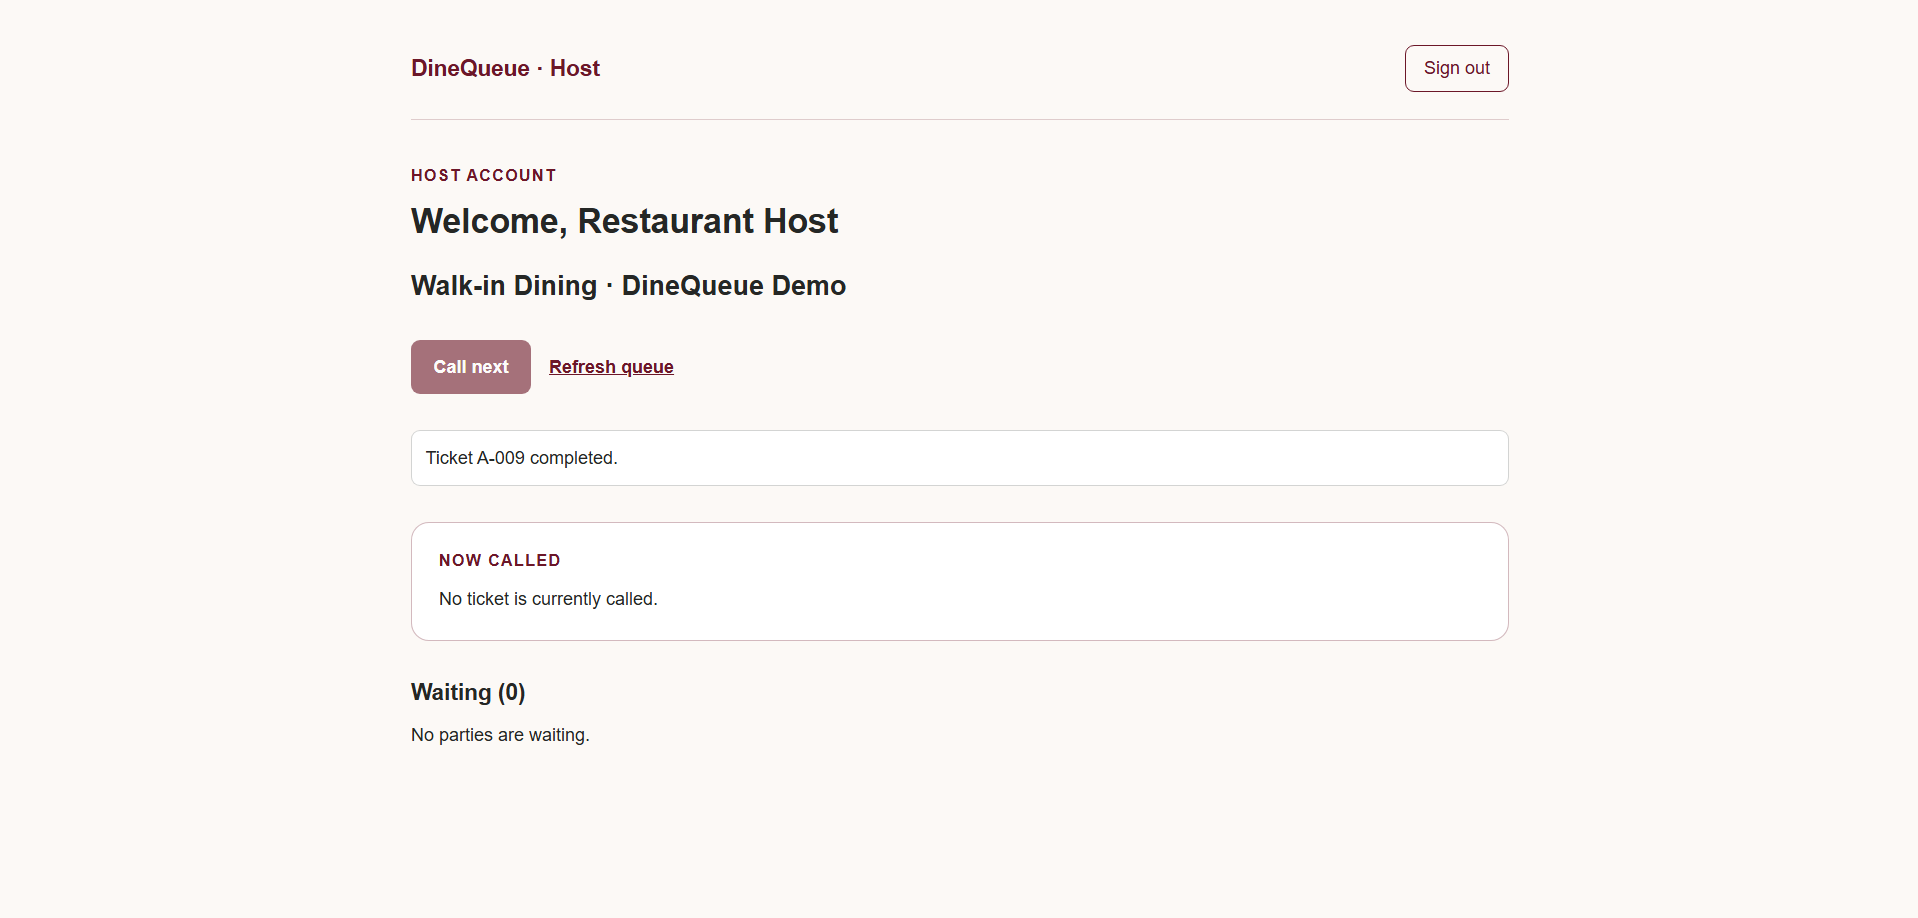 DineQueue · Host
Sign out
HOST ACCOUNT
Welcome, Restaurant Host
Walk-in Dining · DineQueue Demo
Call next
Refresh queue
Ticket A-009 completed.
NOW CALLED
No ticket is currently called.
Waiting (0)
No parties are waiting.